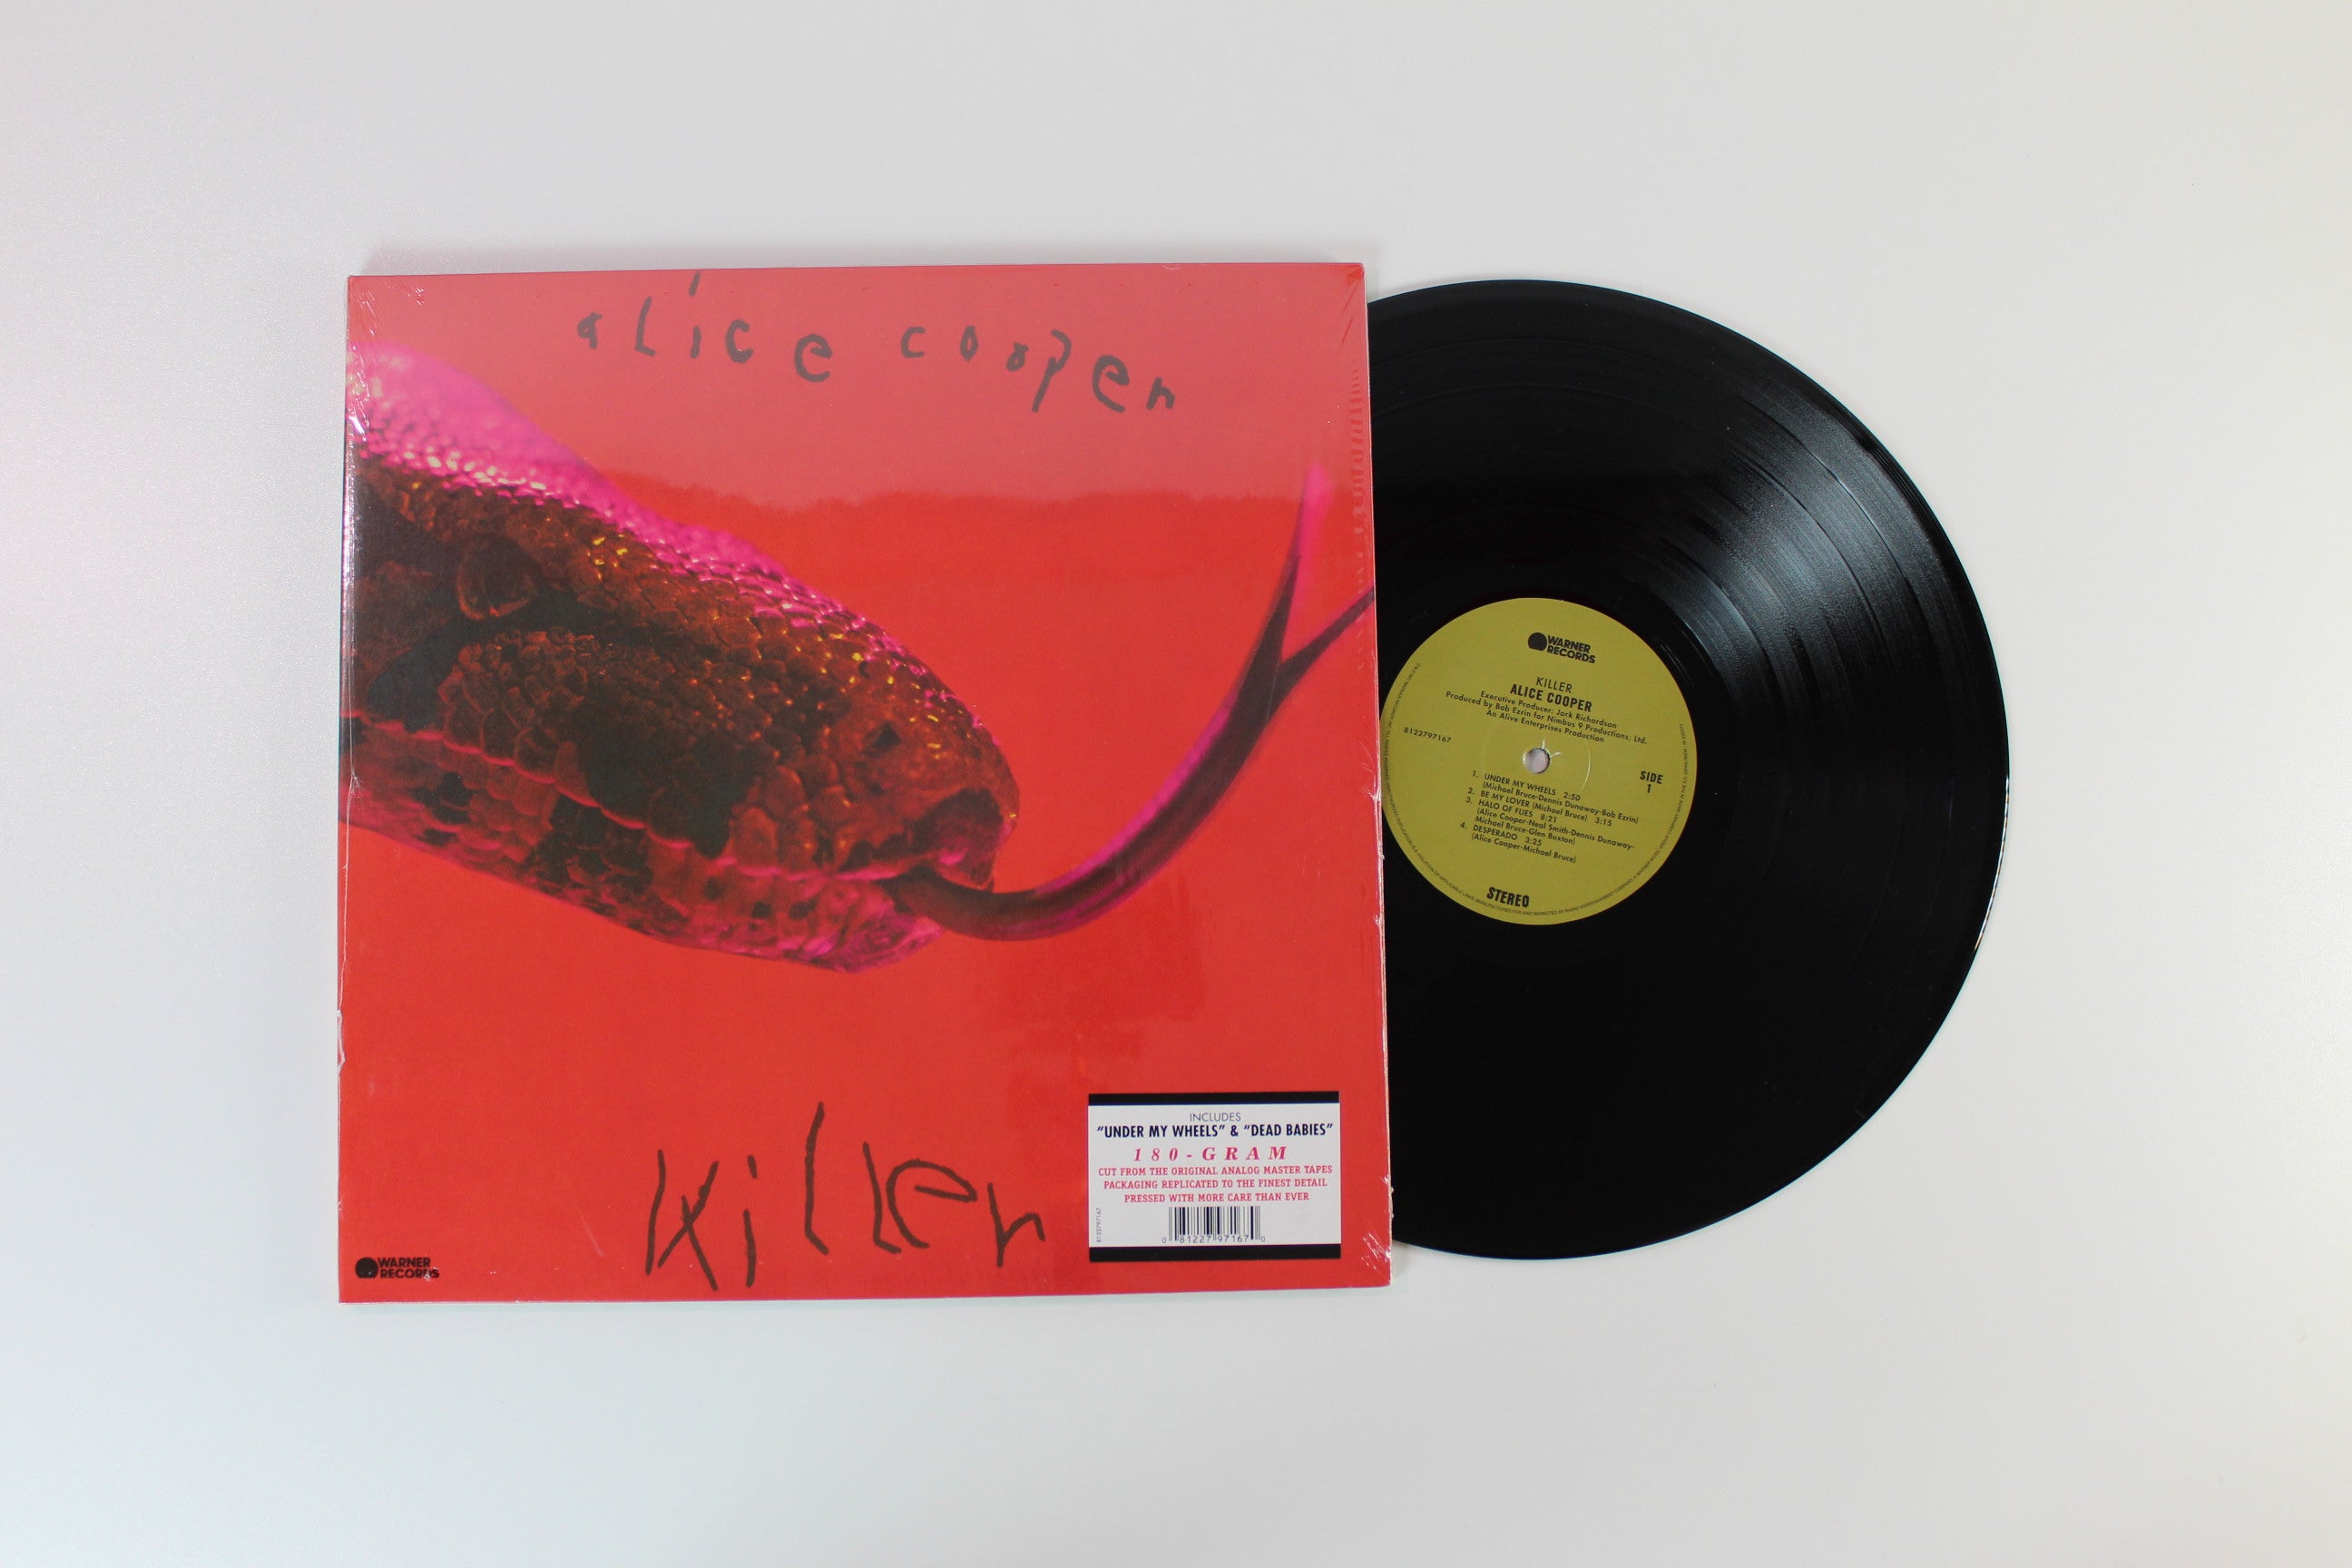 alice cooper
killer
WARNER
RECORDS
INCLUDES
"UNDER MY WHEELS" & "DEAD BABIES"
180-GRAM
CUT FROM THE ORIGINAL ANALOG MASTER TAPES
PACKAGING REPLICATED TO THE FINEST DETAIL
PRESSED WITH MORE CARE THAN EVER
8122797167
0 81227 97167 0
WARNER
RECORDS
KILLER
ALICE COOPER
Executive Producer: Jack Richardson
Produced by Bob Ezrin for Nimbus 9 Productions, Ltd.
An Alive Enterprises Production
8122797167
SIDE
1
1. UNDER MY WHEELS 2:50
(Michael Bruce-Dennis Dunaway-Bob Ezrin)
2. BE MY LOVER (Michael Bruce) 3:15
3. HALO OF FLIES 8:21
(Alice Cooper-Neal Smith-Dennis Dunaway-
Michael Bruce-Glen Buxton)
4. DESPERADO 3:25
(Alice Cooper-Michael Bruce)
STEREO